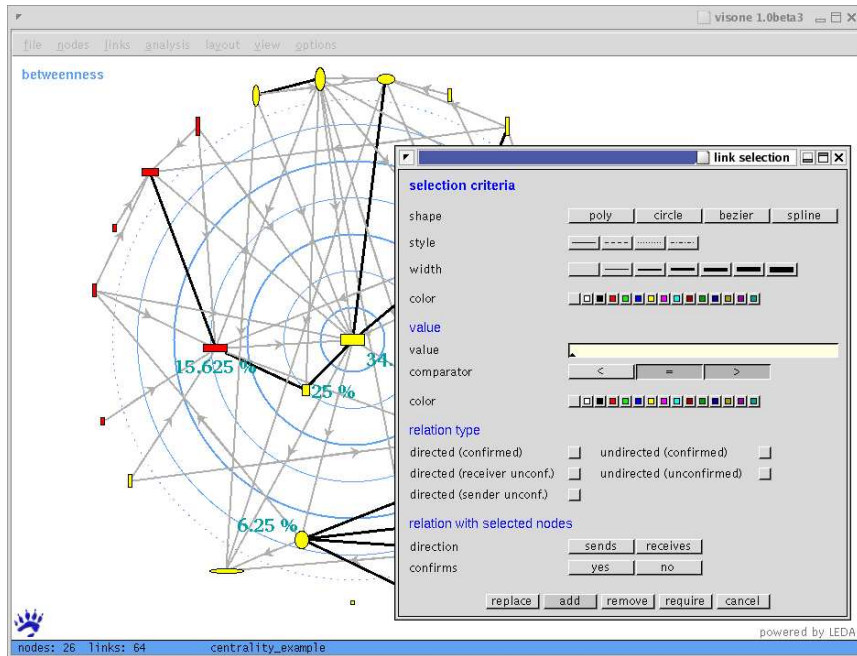 visone 1.0beta3
file nodes links analysis layout view options
betweenness
link selection
selection criteria
shape poly circle bezier spline
style
width
color
value
value
comparator < = >
color
relation type
directed (confirmed) undirected (confirmed)
directed (receiver unconf.) undirected (unconfirmed)
directed (sender unconf.)
relation with selected nodes
direction sends receives
confirms yes no
replace add remove require cancel
34.
15.625 %
25 %
6.25 %
powered by LEDA
nodes: 26 links: 64 centrality_example